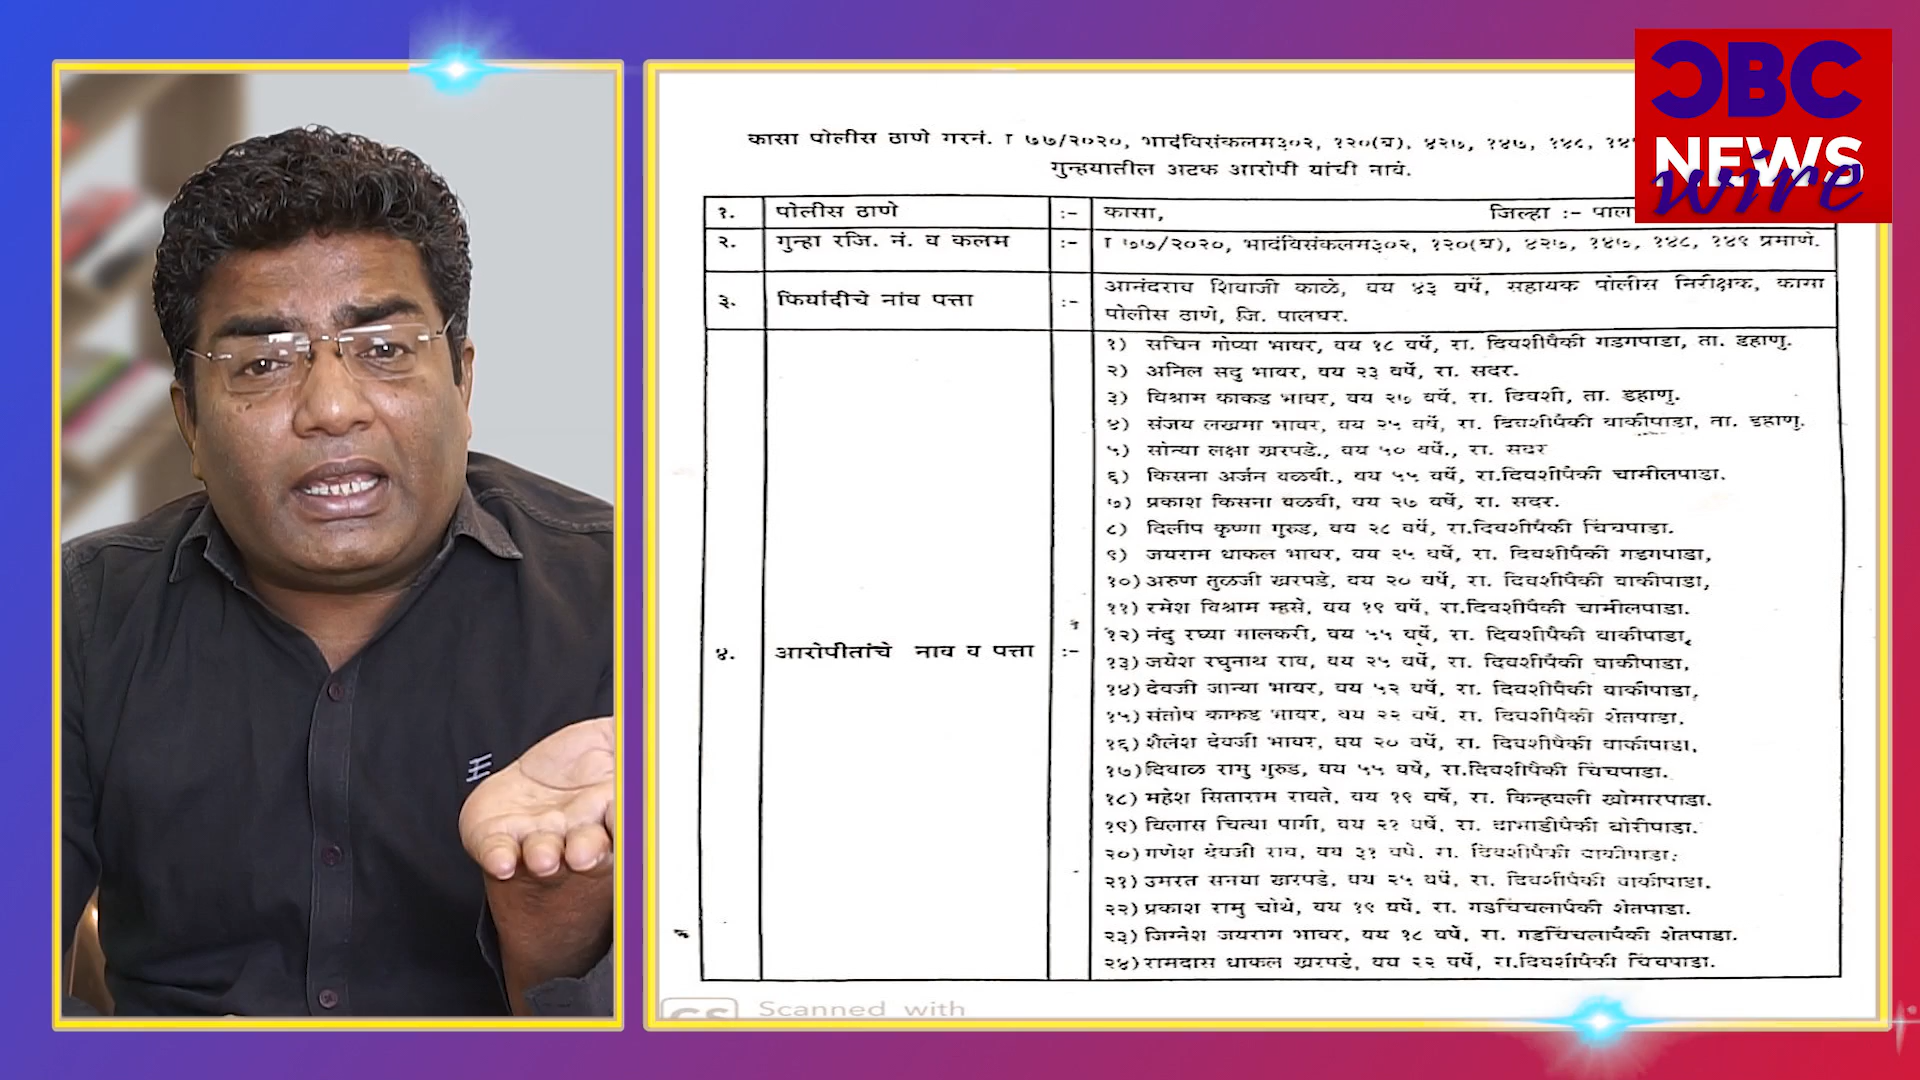 ƆBC
NEWS
wire
कासा पोलीस ठाणे गरनं. I ७७/२०२०, भादंविसंकलम३०२, १२०(ब), ४२७, १४७, १४८,
गुन्हयातील अटक आरोपी यांची नावे.
१. पोलीस ठाणे :- कासा, जिल्हा :-
२. गुन्हा रजि. नं. व कलम :- I ७७/२०२०, भादंविसंकलम३०२, १२०(ब), ४२७, १४७, १४८, १४९ प्रमाणे.
३. फिर्यादीचे नांव पत्ता :- आनंदराव शिवाजी काळे, वय ४३ वर्षे, सहायक पोलीस निरीक्षक, कासा
पोलीस ठाणे, जि. पालघर.
४. आरोपीतांचे नाव व पत्ता :-
१) सचिन गोप्या भावर, वय १८ वर्षे, रा. दिवशीपैकी गडगपाडा, ता. डहाणु.
२) अनिल सदु भावर, वय २३ वर्षे, रा. सदर.
३) विश्राम काकड भावर, वय २७ वर्षे, रा. दिवशी, ता. डहाणु.
४) संजय लखमा भावर, वय २५ वर्षे, रा. दिवशीपैकी वाकीपाडा, ता. डहाणु.
५) सोन्या लक्षा खरपडे., वय ५० वर्षे., रा. सदर
६) किसना अर्जन वळवी., वय ५५ वर्षे, रा.दिवशीपैकी चामीलपाडा.
७) प्रकाश किसना वळवी, वय २७ वर्षे, रा. सदर.
८) दिलीप कृष्णा गुरुड, वय २८ वर्षे, रा.दिवशीपैकी चिंचपाडा.
९) जयराम धाकल भावर, वय २५ वर्षे, रा. दिवशीपैकी गडगपाडा,
१०) अरुण तुळजी खरपडे, वय २० वर्षे, रा. दिवशीपैकी वाकीपाडा,
११) रमेश विश्राम म्हसे, वय १९ वर्षे, रा.दिवशीपैकी चामीलपाडा.
१२) नंदु रघ्या मालकरी, वय ५५ वर्षे, रा. दिवशीपैकी वाकीपाडा,
१३) जयेश रघुनाथ राव, वय २५ वर्षे, रा. दिवशीपैकी वाकीपाडा,
१४) देवजी जान्या भावर, वय ५२ वर्षे, रा. दिवशीपैकी वाकीपाडा,
१५) संतोष काकड भावर, वय २२ वर्षे, रा. दिवशीपैकी शेतपाडा,
१६) शैलेश देवजी भावर, वय २० वर्षे, रा. दिवशीपैकी वाकीपाडा,
१७) दिवाळ रामु गुरुड, वय ५५ वर्षे, रा.दिवशीपैकी चिंचपाडा.
१८) महेश सिताराम रावते, वय १९ वर्षे, रा. किन्हवली खोमारपाडा.
१९) विलास चित्या पागी, वय २१ वर्षे, रा. दाभाडीपैकी बोरीपाडा.
२०) गणेश देवजी राव, वय ३१ वर्षे, रा. दिवशीपैकी वाकीपाडा.
२१) उमरत सनया खरपडे, वय २५ वर्षे, रा. दिवशीपैकी वाकीपाडा.
२२) प्रकाश रामु चोथे, वय १९ वर्षे, रा. गडचिंचलापैकी शेतपाडा.
२३) जिग्नेश जयराग भावर, वय १८ वर्षे, रा. गडचिंचलापैकी शेतपाडा.
२४) रामदास धाकल खरपडे, वय २२ वर्षे, रा.दिवशीपैकी चिंचपाडा.
CS Scanned with